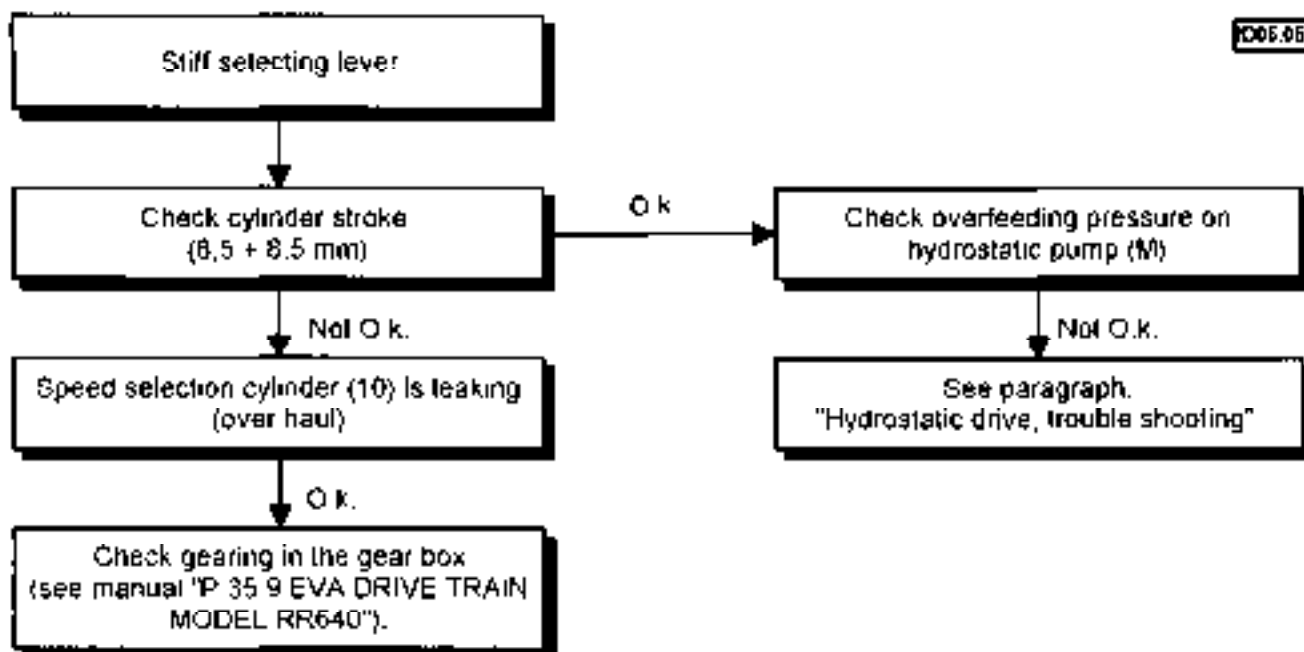 Stiff selecting lever
Check cylinder stroke
(8,5 + 8.5 mm)
O k
Check overfeeding pressure on
hydrostatic pump (M)
Not O k.
Not O.k.
Speed selection cylinder (10) is leaking
(over haul)
See paragraph.
"Hydrostatic drive, trouble shooting"
O k.
Check gearing in the gear box
(see manual "P 35 9 EVA DRIVE TRAIN
MODEL RR640").